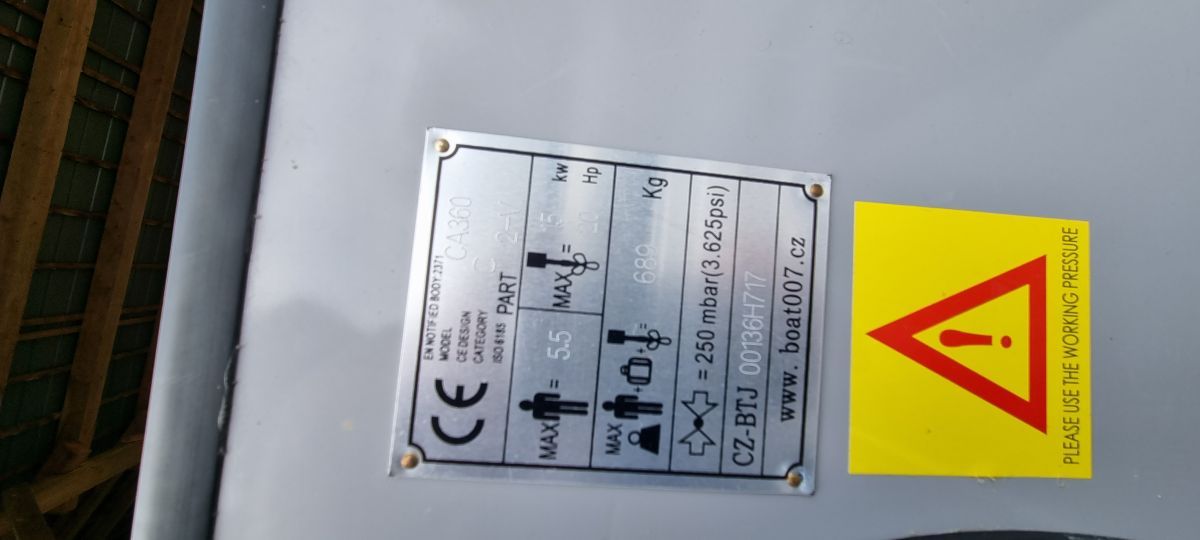 CE
EN NOTIFIED BODY:2371
MODEL CA360
CE DESIGN
CATEGORY C
ISO 6185 PART 2-V
MAX = 5.5
MAX = 15 kw
20 Hp
MAX + + = 689 Kg
= 250 mbar(3.625psi)
CZ-BTJ 00136H717
www.boat007.cz
PLEASE USE THE WORKING PRESSURE